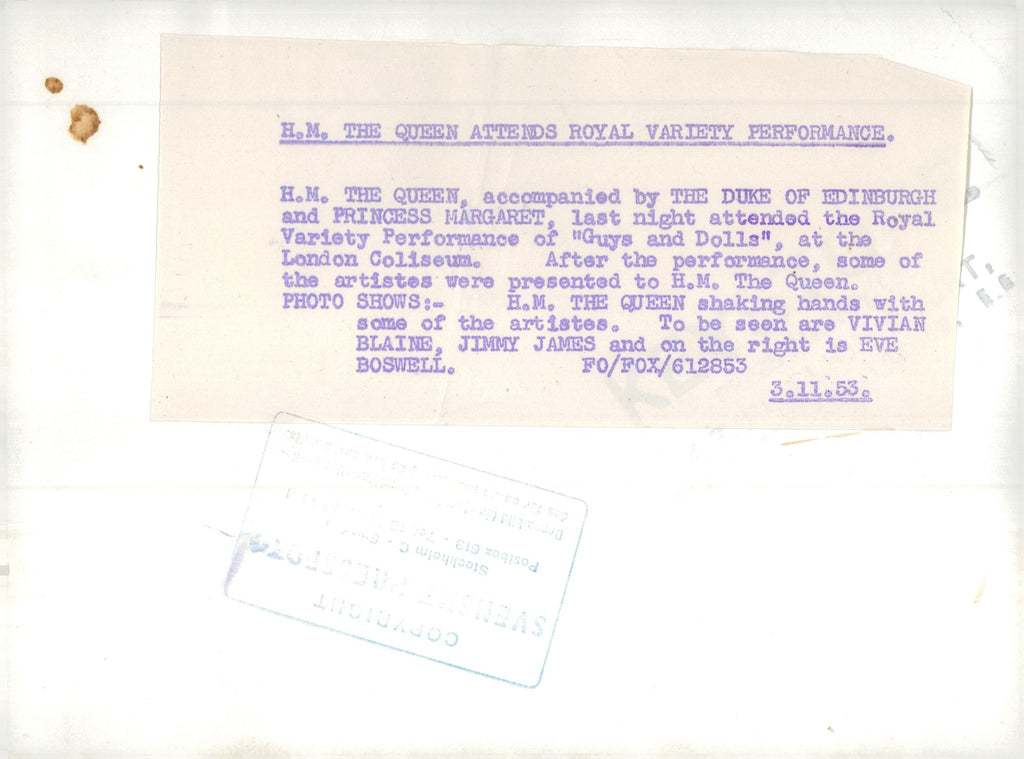 H.M. THE QUEEN ATTENDS ROYAL VARIETY PERFORMANCE.
H.M. THE QUEEN, accompanied by THE DUKE OF EDINBURGH
and PRINCESS MARGARET, last night attended the Royal
Variety Performance of "Guys and Dolls", at the
London Coliseum. After the performance, some of
the artistes were presented to H.M. The Queen.
PHOTO SHOWS:- H.M. THE QUEEN shaking hands with
some of the artistes. To be seen are VIVIAN
BLAINE, JIMMY JAMES and on the right is EVE
BOSWELL. FO/FOX/612853
3.11.53.
COPYRIGHT
SVENSKT PRESSFOTO
Stockholm C
Postbox 613 - Tel.
Denna bild